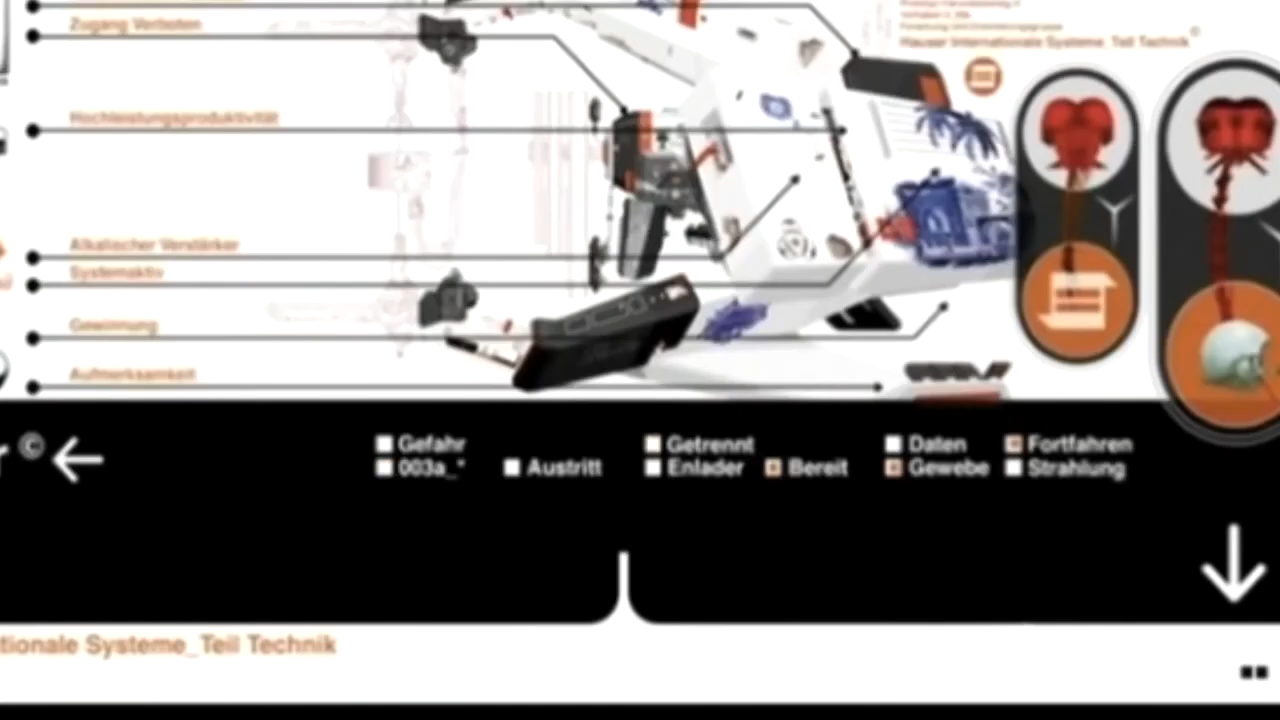 Zugang Verboten
Hauser Internationale Systeme_Teil Technik©
Hochleistungsproduktivität
Alkalischer Verstärker
Systemaktiv
Gewinnung
Aufmerksamkeit
r © ←
Gefahr
003a_*
Austritt
Getrennt
Enlader
Bereit
Daten
Gewebe
Fortfahren
Strahlung
tionale Systeme_Teil Technik